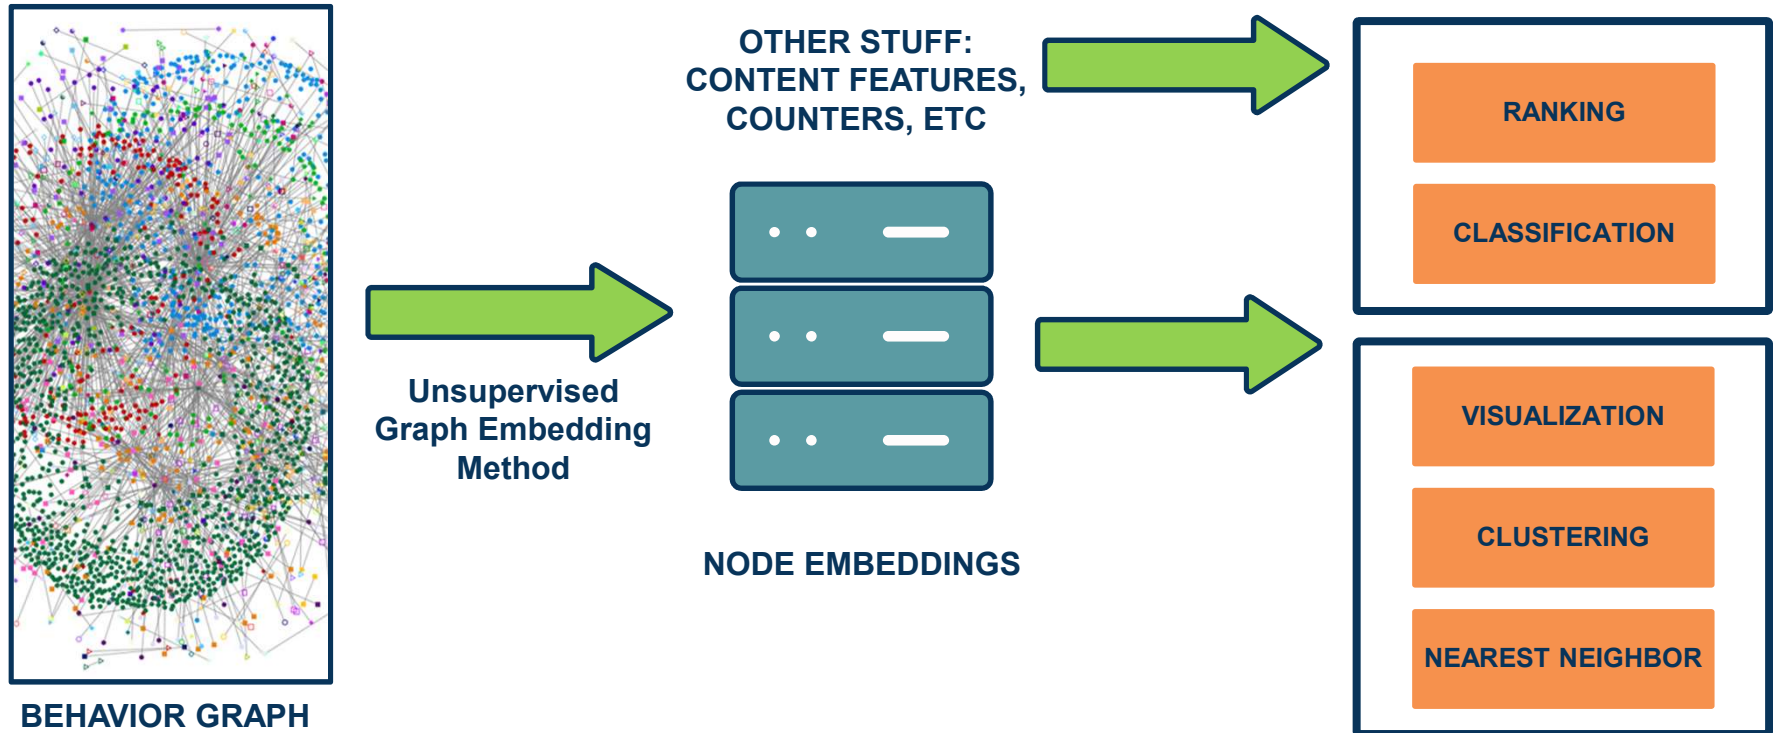 OTHER STUFF:
CONTENT FEATURES,
COUNTERS, ETC
RANKING
CLASSIFICATION
Unsupervised
Graph Embedding
Method
VISUALIZATION
CLUSTERING
NODE EMBEDDINGS
NEAREST NEIGHBOR
BEHAVIOR GRAPH